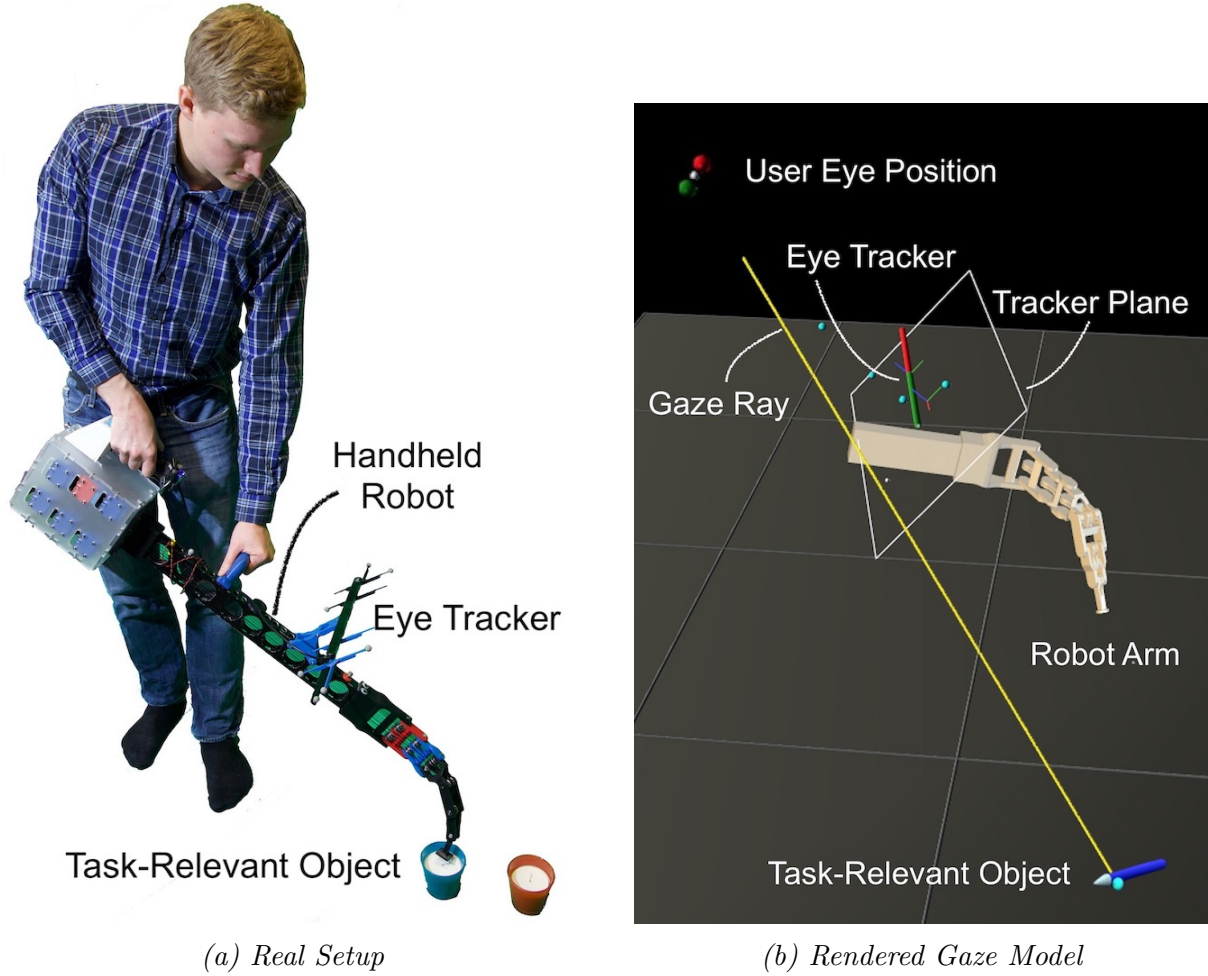 Handheld
Robot
Eye Tracker
Task-Relevant Object
(a) Real Setup
User Eye Position
Eye Tracker
Tracker Plane
Gaze Ray
Robot Arm
Task-Relevant Object
(b) Rendered Gaze Model